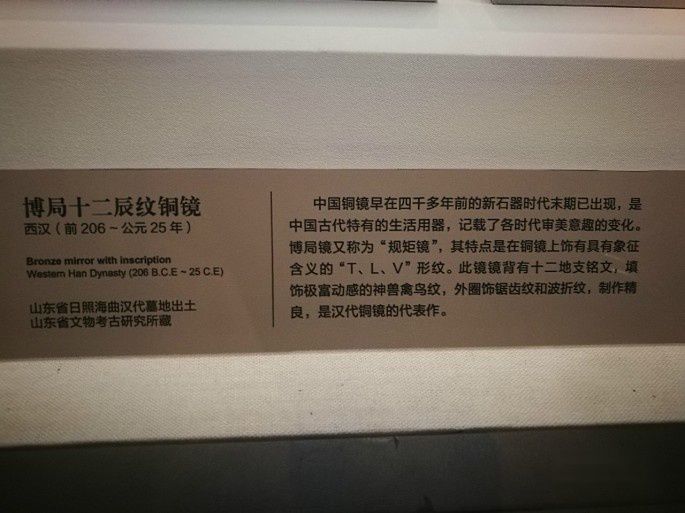 博局十二辰纹铜镜
西汉（前206～公元25年）
Bronze mirror with inscription
Western Han Dynasty (206 B.C.E ~ 25 C.E)
山东省日照海曲汉代墓地出土
山东省文物考古研究所藏
中国铜镜早在四千多年前的新石器时代末期已出现，是
中国古代特有的生活用器，记载了各时代审美意趣的变化。
博局镜又称为“规矩镜”，其特点是在铜镜上饰有具有象征
含义的“T、L、V”形纹。此镜镜背有十二地支铭文，填
饰极富动感的神兽禽鸟纹，外圈饰锯齿纹和波折纹，制作精
良，是汉代铜镜的代表作。